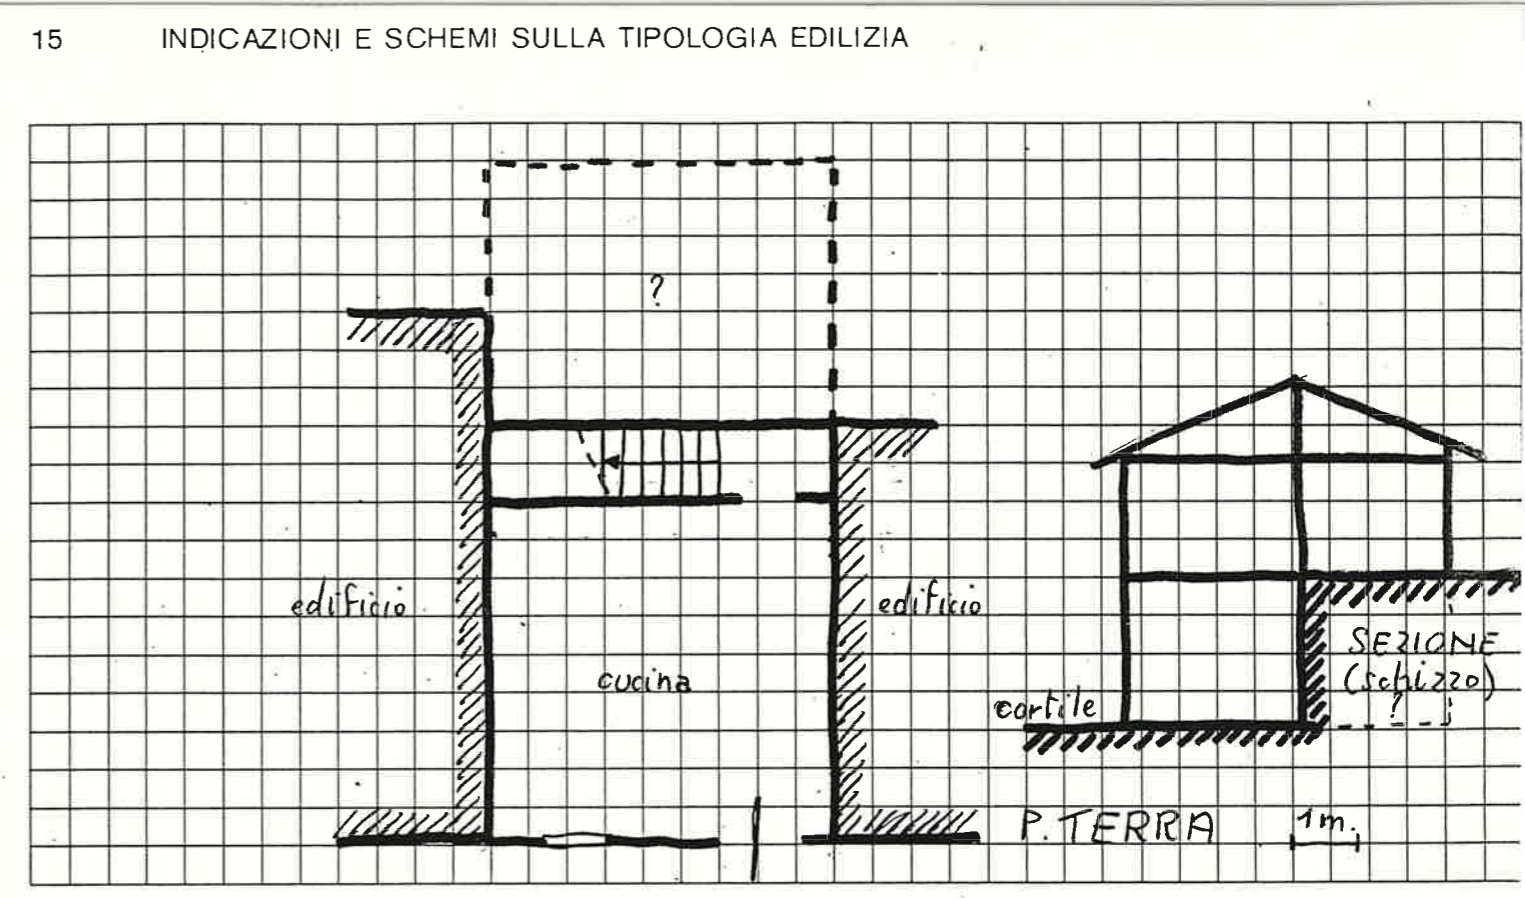 15 INDICAZIONI E SCHEMI SULLA TIPOLOGIA EDILIZIA
?
edificio
edificio
cucina
SEZIONE
(schizzo)
?
cortile
P. TERRA
1m.